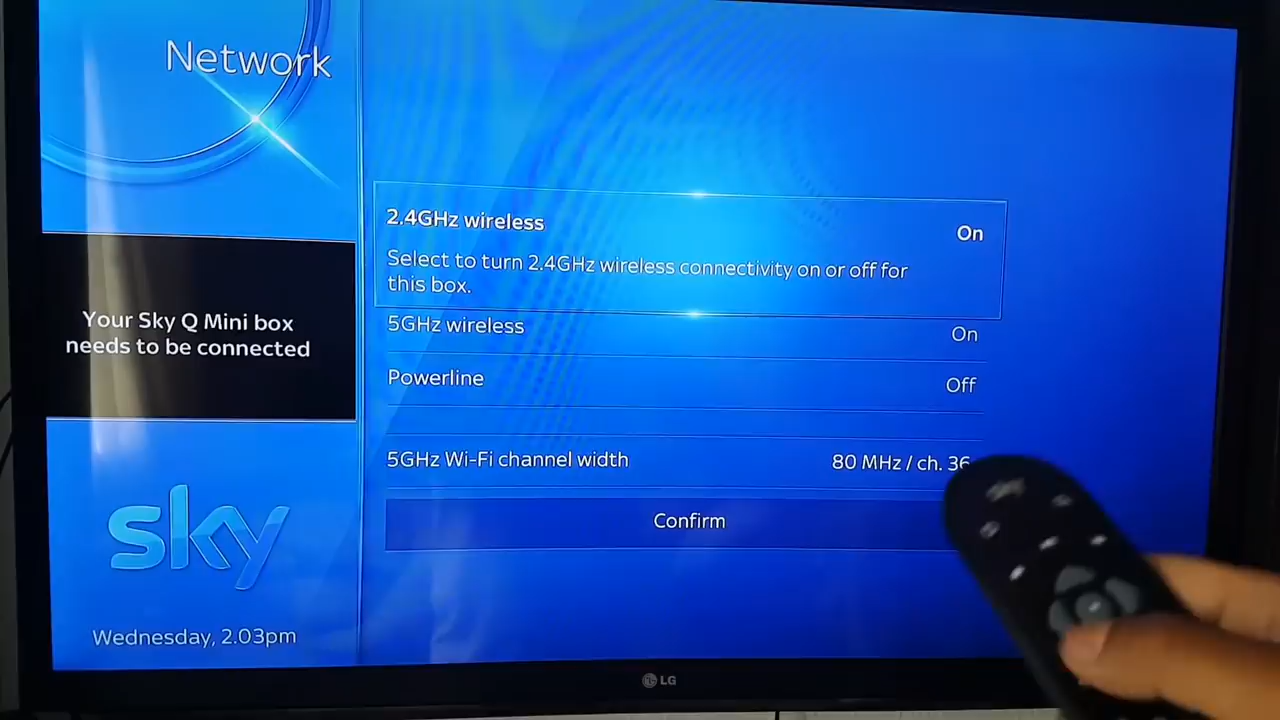 Network
2.4GHz wireless
On
Select to turn 2.4GHz wireless connectivity on or off for
this box.
Your Sky Q Mini box
needs to be connected
5GHz wireless
On
Powerline
Off
5GHz Wi-Fi channel width
80 MHz / ch. 36
Confirm
sky
Wednesday, 2.03pm
LG
sky